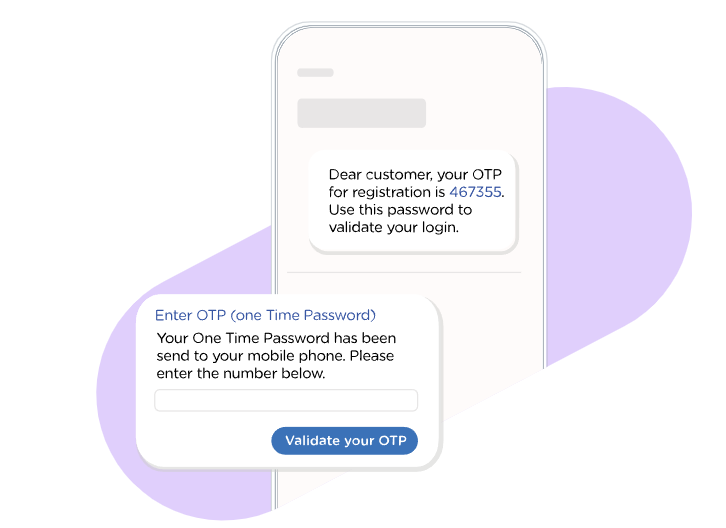 Dear customer, your OTP
for registration is 467355.
Use this password to
validate your login.
Enter OTP (one Time Password)
Your One Time Password has been
send to your mobile phone. Please
enter the number below.
Validate your OTP